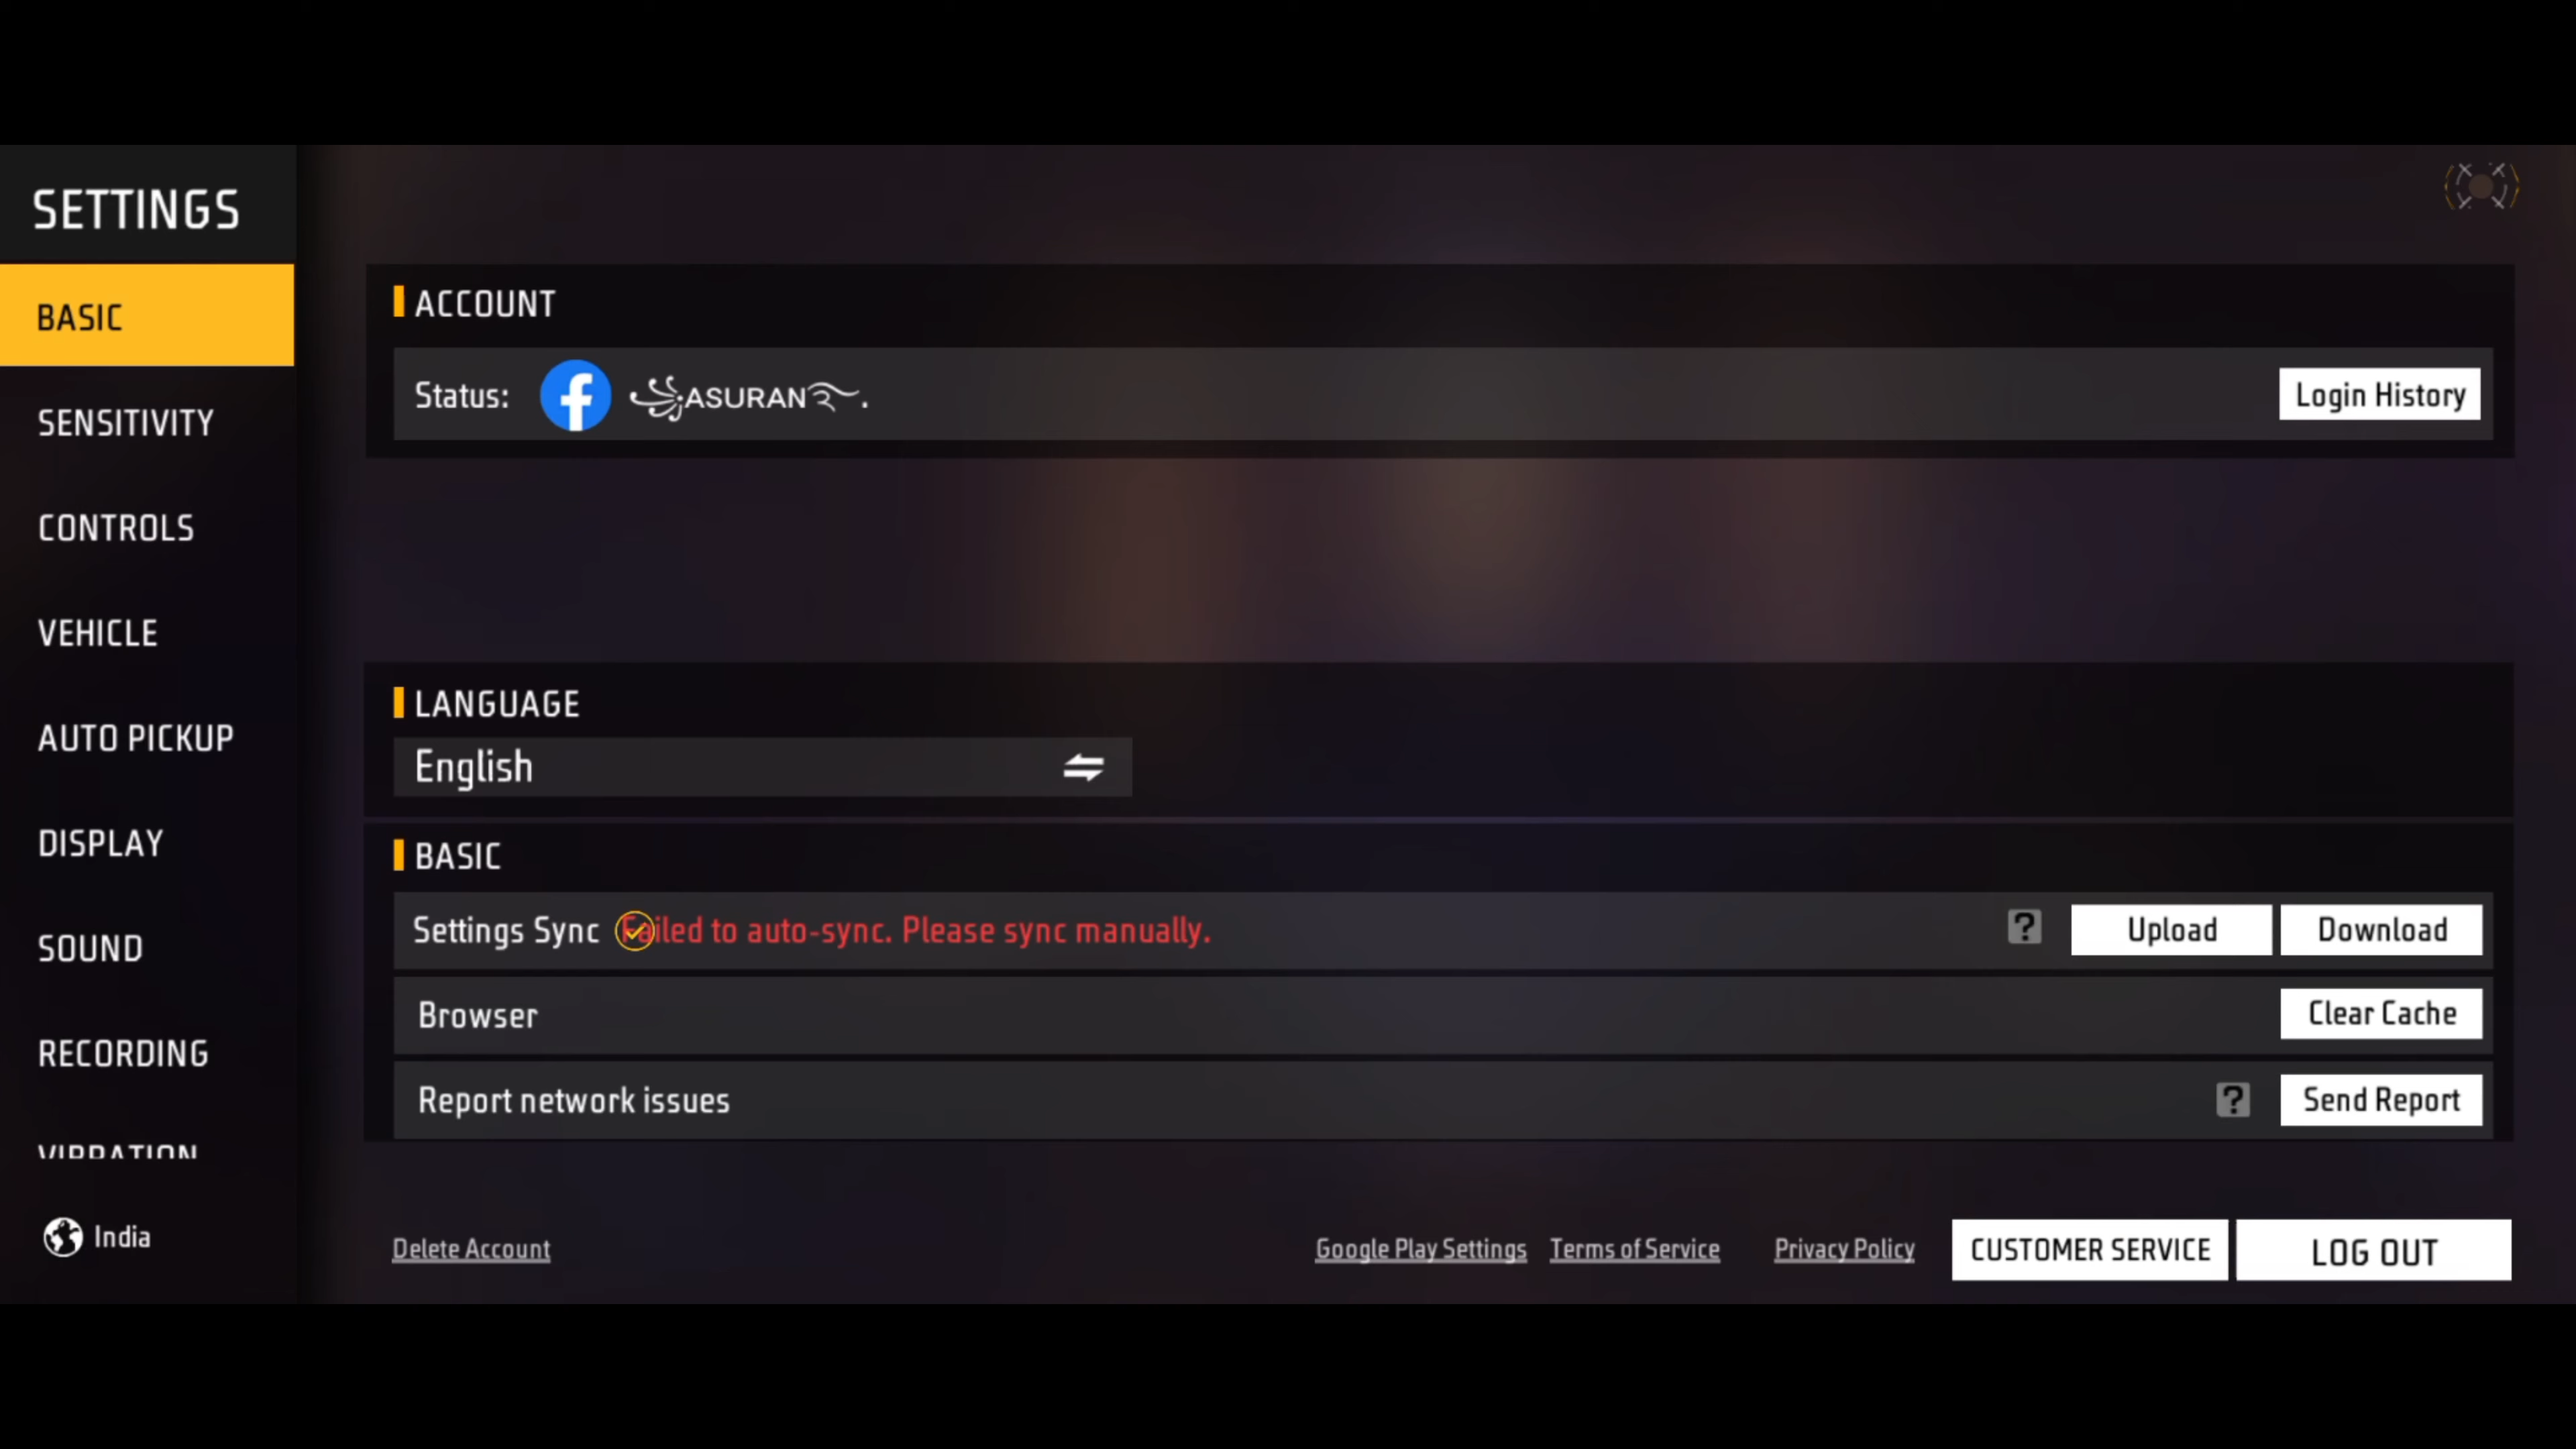 SETTINGS
BASIC
SENSITIVITY
CONTROLS
VEHICLE
AUTO PICKUP
DISPLAY
SOUND
RECORDING
VIBRATION
India
ACCOUNT
Status: ꧁ASURAN꧂.
Login History
LANGUAGE
English
BASIC
Settings Sync Failed to auto-sync. Please sync manually. ? Upload Download
Browser Clear Cache
Report network issues ? Send Report
Delete Account Google Play Settings Terms of Service Privacy Policy CUSTOMER SERVICE LOG OUT